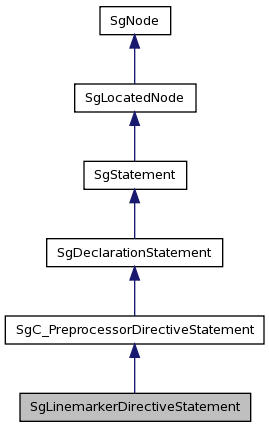 SgNode
SgLocatedNode
SgStatement
SgDeclarationStatement
SgC_PreprocessorDirectiveStatement
SgLinemarkerDirectiveStatement